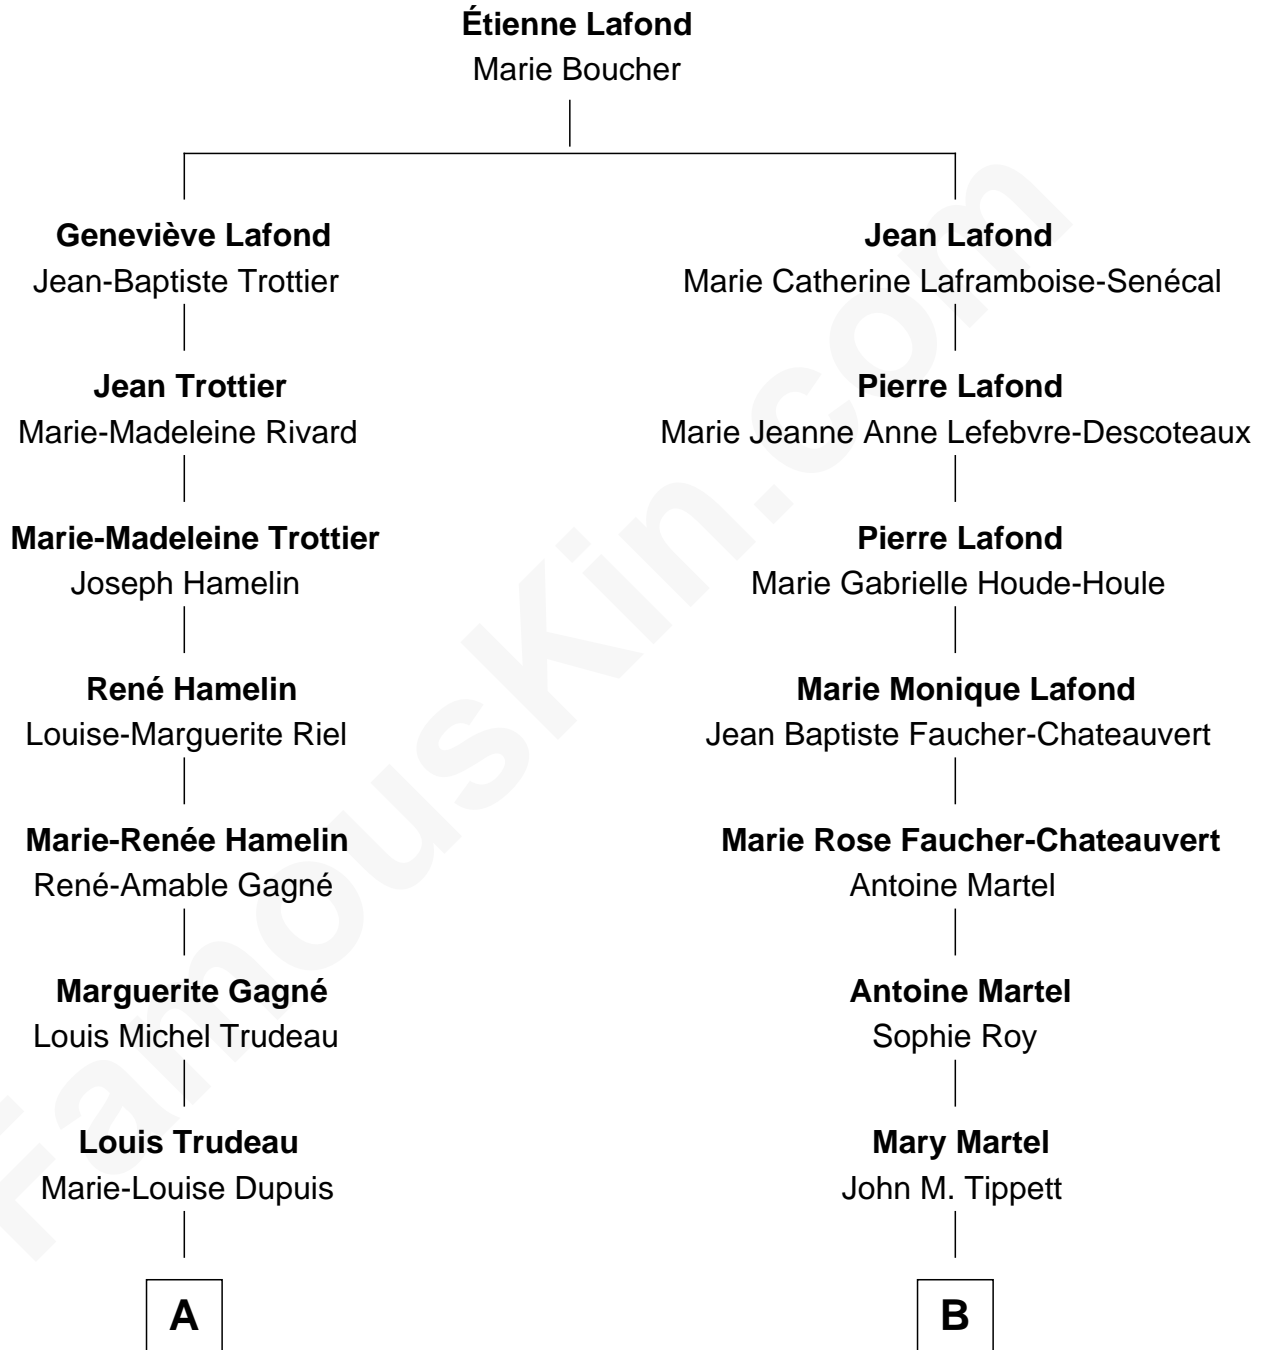 Étienne Lafond
Marie Boucher
Geneviève Lafond
Jean-Baptiste Trottier
Jean Lafond
Marie Catherine Laframboise-Senécal
Jean Trottier
Marie-Madeleine Rivard
Pierre Lafond
Marie Jeanne Anne Lefebvre-Descoteaux
Marie-Madeleine Trottier
Joseph Hamelin
Pierre Lafond
Marie Gabrielle Houde-Houle
René Hamelin
Louise-Marguerite Riel
Marie Monique Lafond
Jean Baptiste Faucher-Chateauvert
Marie-Renée Hamelin
René-Amable Gagné
Marie Rose Faucher-Chateauvert
Antoine Martel
Marguerite Gagné
Louis Michel Trudeau
Antoine Martel
Sophie Roy
Louis Trudeau
Marie-Louise Dupuis
Mary Martel
John M. Tippett
A
B
FamousKin.com